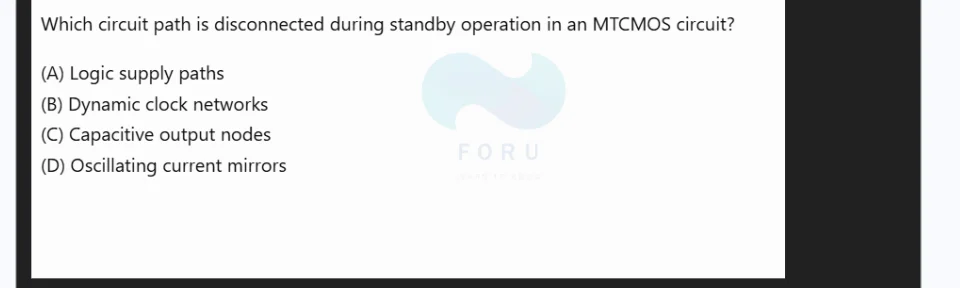 Which circuit path is disconnected during standby operation in an MTCMOS circuit?
(A) Logic supply paths
(B) Dynamic clock networks
(C) Capacitive output nodes
(D) Oscillating current mirrors
FORU